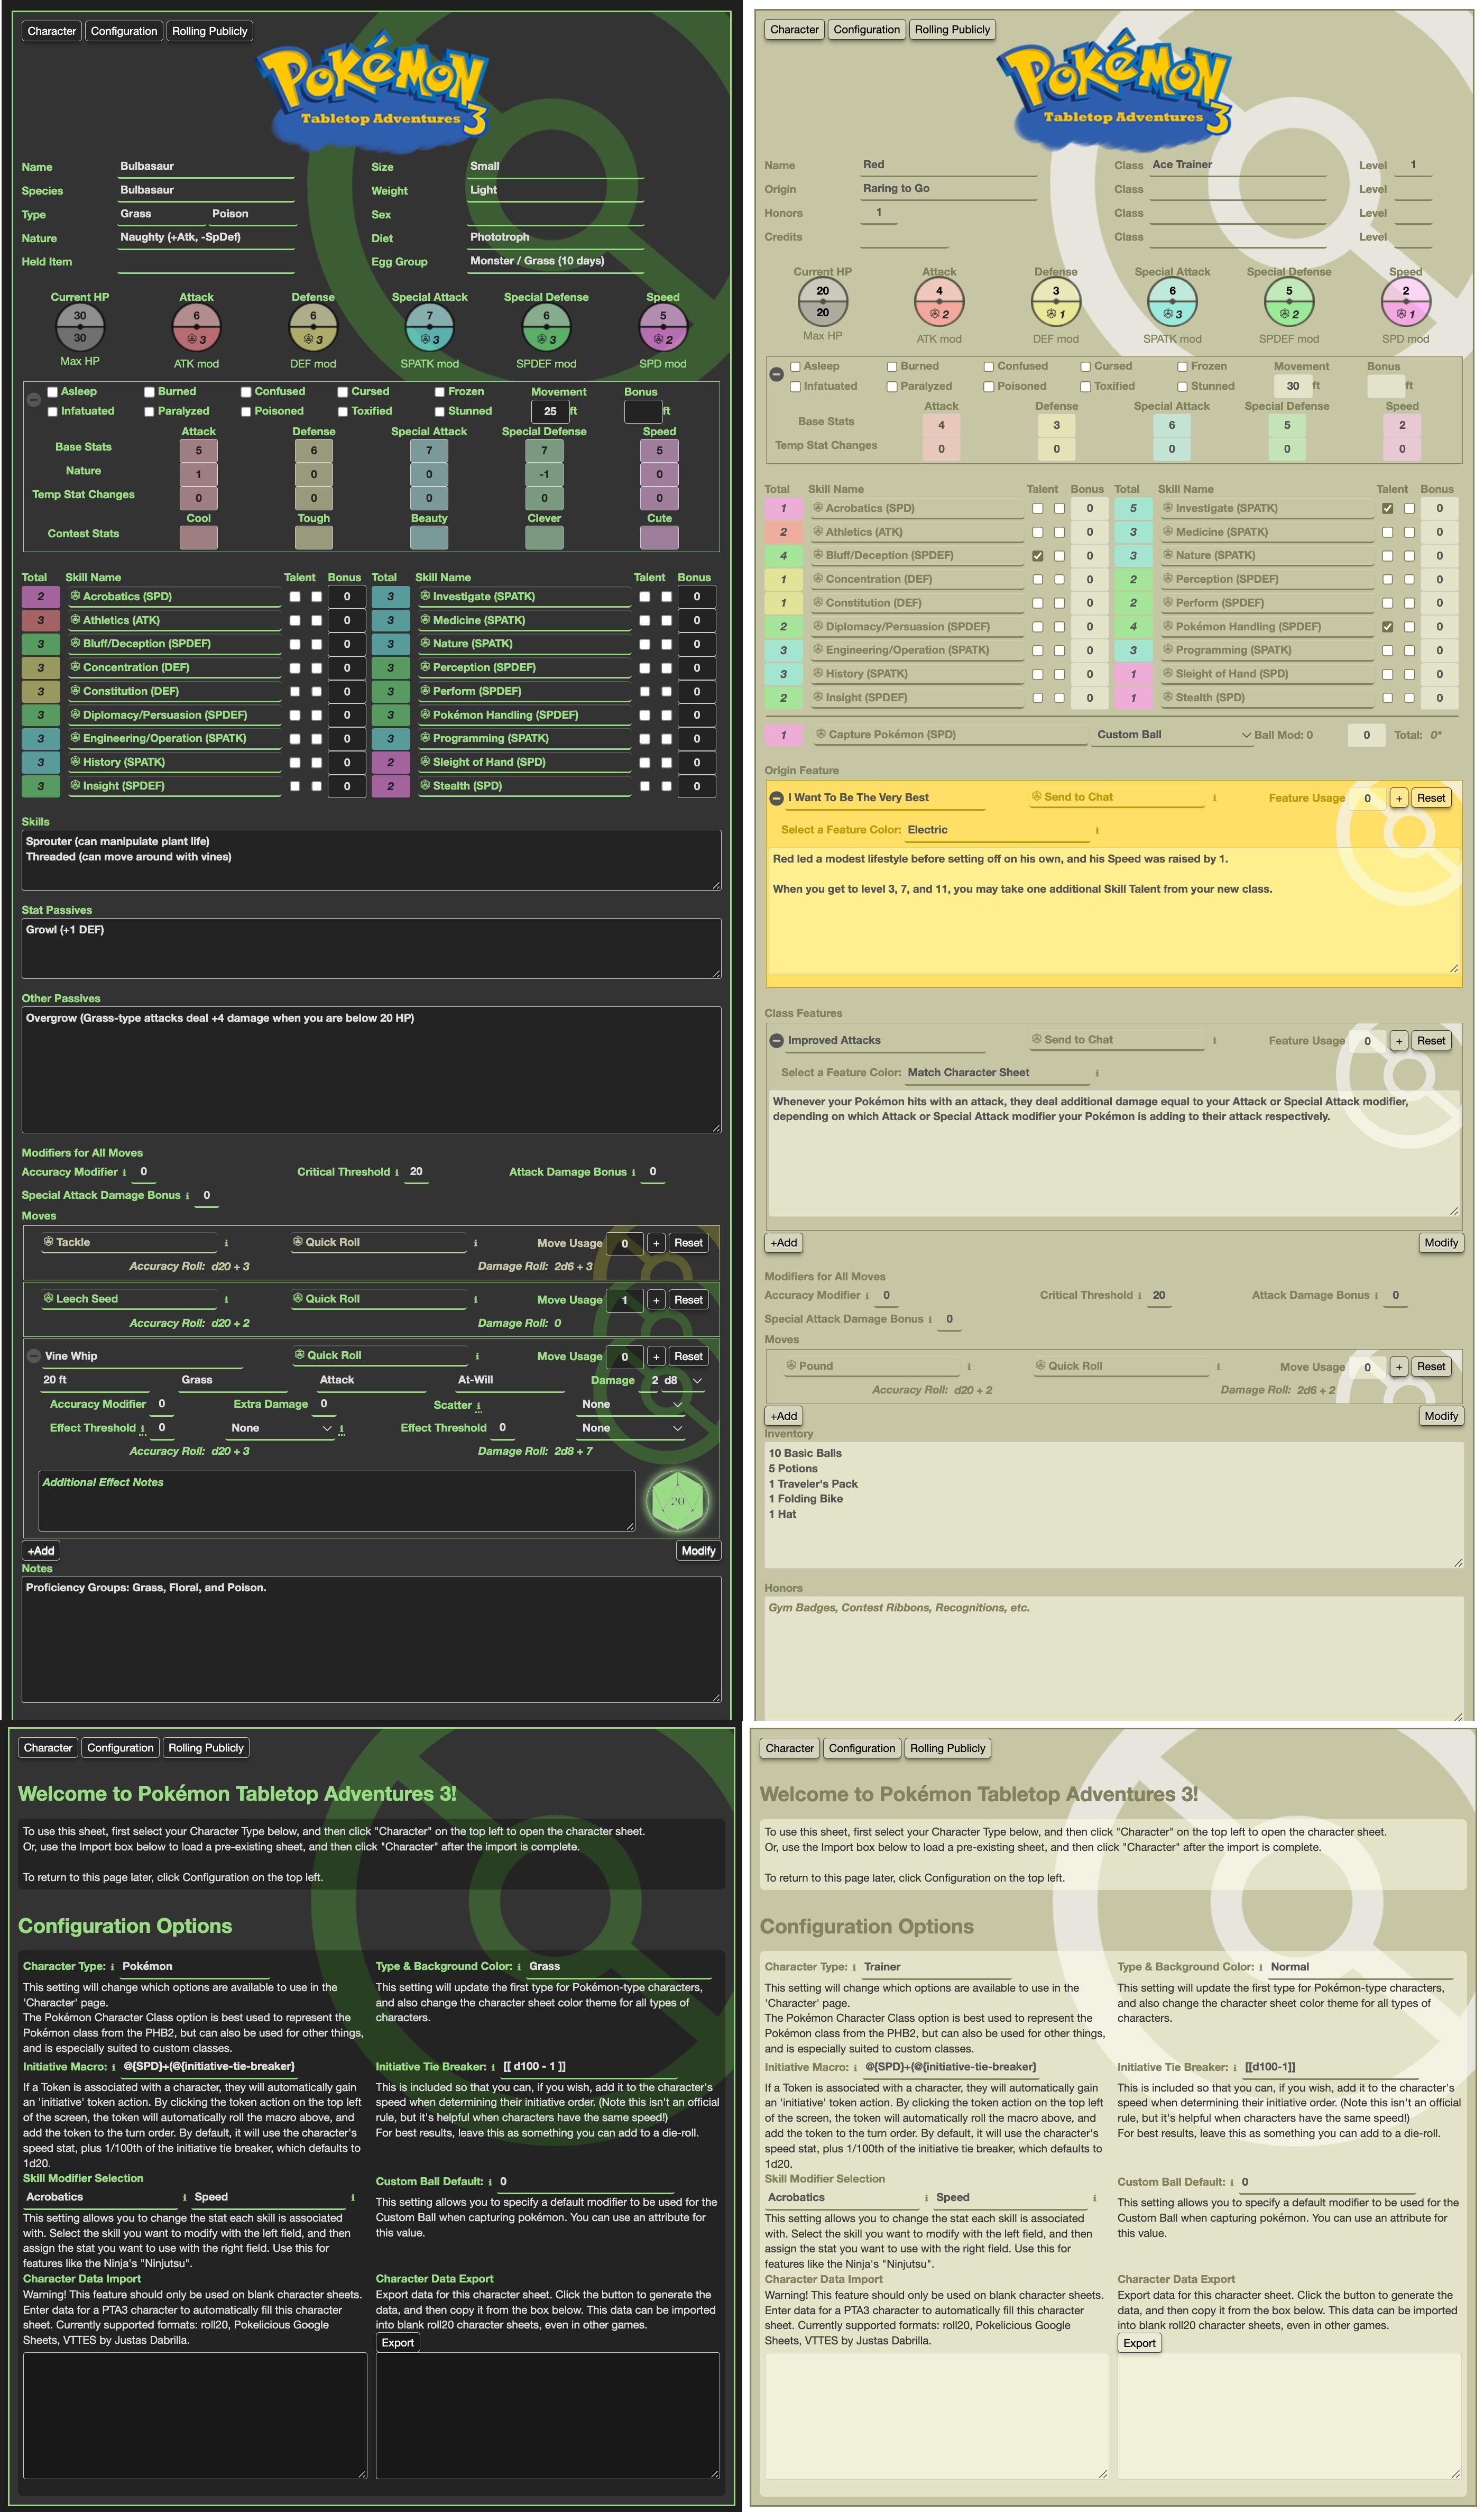 Character Configuration Rolling Publicly
POKéMON
Tabletop Adventures 3
Name Bulbasaur Size Small
Species Bulbasaur Weight Light
Type Grass Poison Sex
Nature Naughty (+Atk, -SpDef) Diet Phototroph
Held Item Egg Group Monster / Grass (10 days)
Current HP Attack Defense Special Attack Special Defense Speed
30 6 6 7 6 5
30 3 3 3 3 2
Max HP ATK mod DEF mod SPATK mod SPDEF mod SPD mod
Asleep Burned Confused Cursed Frozen Movement Bonus
Infatuated Paralyzed Poisoned Toxified Stunned 25 ft ft
Attack Defense Special Attack Special Defense Speed
Base Stats 5 6 7 7 5
Nature 1 0 0 -1 0
Temp Stat Changes 0 0 0 0 0
Cool Tough Beauty Clever Cute
Contest Stats
Total Skill Name Talent Bonus Total Skill Name Talent Bonus
2 Acrobatics (SPD) 0 3 Investigate (SPATK) 0
3 Athletics (ATK) 0 3 Medicine (SPATK) 0
3 Bluff/Deception (SPDEF) 0 3 Nature (SPATK) 0
3 Concentration (DEF) 0 3 Perception (SPDEF) 0
3 Constitution (DEF) 0 3 Perform (SPDEF) 0
3 Diplomacy/Persuasion (SPDEF) 0 3 Pokémon Handling (SPDEF) 0
3 Engineering/Operation (SPATK) 0 3 Programming (SPATK) 0
3 History (SPATK) 0 2 Sleight of Hand (SPD) 0
3 Insight (SPDEF) 0 2 Stealth (SPD) 0
Skills
Sprouter (can manipulate plant life)
Threaded (can move around with vines)
Stat Passives
Growl (+1 DEF)
Other Passives
Overgrow (Grass-type attacks deal +4 damage when you are below 20 HP)
Modifiers for All Moves
Accuracy Modifier i 0 Critical Threshold i 20 Attack Damage Bonus i 0
Special Attack Damage Bonus i 0
Moves
Tackle i Quick Roll i Move Usage 0 + Reset
Accuracy Roll: d20 + 3 Damage Roll: 2d6 + 3
Leech Seed i Quick Roll i Move Usage 1 + Reset
Accuracy Roll: d20 + 2 Damage Roll: 0
Vine Whip Quick Roll i Move Usage 0 + Reset
20 ft Grass Attack At-Will Damage 2 d8
Accuracy Modifier 0 Extra Damage 0 Scatter i None
Effect Threshold i 0 None i Effect Threshold 0 None
Accuracy Roll: d20 + 3 Damage Roll: 2d8 + 7
Additional Effect Notes
20
+Add Modify
Notes
Proficiency Groups: Grass, Floral, and Poison.
Character Configuration Rolling Publicly
POKéMON
Tabletop Adventures 3
Name Red Class Ace Trainer Level 1
Origin Raring to Go Class Level
Honors 1 Class Level
Credits Class Level
Current HP Attack Defense Special Attack Special Defense Speed
20 4 3 6 5 2
20 2 1 3 2 1
Max HP ATK mod DEF mod SPATK mod SPDEF mod SPD mod
Asleep Burned Confused Cursed Frozen Movement Bonus
Infatuated Paralyzed Poisoned Toxified Stunned 30 ft ft
Attack Defense Special Attack Special Defense Speed
Base Stats 4 3 6 5 2
Temp Stat Changes 0 0 0 0 0
Total Skill Name Talent Bonus Total Skill Name Talent Bonus
1 Acrobatics (SPD) 0 5 Investigate (SPATK) 0
2 Athletics (ATK) 0 3 Medicine (SPATK) 0
4 Bluff/Deception (SPDEF) 0 3 Nature (SPATK) 0
1 Concentration (DEF) 0 2 Perception (SPDEF) 0
1 Constitution (DEF) 0 2 Perform (SPDEF) 0
2 Diplomacy/Persuasion (SPDEF) 0 4 Pokémon Handling (SPDEF) 0
3 Engineering/Operation (SPATK) 0 3 Programming (SPATK) 0
3 History (SPATK) 0 1 Sleight of Hand (SPD) 0
2 Insight (SPDEF) 0 1 Stealth (SPD) 0
1 Capture Pokémon (SPD) Custom Ball Ball Mod: 0 0 Total: 0*
Origin Feature
I Want To Be The Very Best Send to Chat i Feature Usage 0 + Reset
Select a Feature Color: Electric i
Red led a modest lifestyle before setting off on his own, and his Speed was raised by 1.
When you get to level 3, 7, and 11, you may take one additional Skill Talent from your new class.
Class Features
Improved Attacks Send to Chat i Feature Usage 0 + Reset
Select a Feature Color: Match Character Sheet i
Whenever your Pokémon hits with an attack, they deal additional damage equal to your Attack or Special Attack modifier,
depending on which Attack or Special Attack modifier your Pokémon is adding to their attack respectively.
+Add Modify
Modifiers for All Moves
Accuracy Modifier i 0 Critical Threshold i 20 Attack Damage Bonus i 0
Special Attack Damage Bonus i 0
Moves
Pound i Quick Roll i Move Usage 0 + Reset
Accuracy Roll: d20 + 2 Damage Roll: 2d6 + 2
+Add Modify
Inventory
10 Basic Balls
5 Potions
1 Traveler's Pack
1 Folding Bike
1 Hat
Honors
Gym Badges, Contest Ribbons, Recognitions, etc.
Character Configuration Rolling Publicly
Welcome to Pokémon Tabletop Adventures 3!
To use this sheet, first select your Character Type below, and then click "Character" on the top left to open the character sheet.
Or, use the Import box below to load a pre-existing sheet, and then click "Character" after the import is complete.
To return to this page later, click Configuration on the top left.
Configuration Options
Character Type: i Pokémon
This setting will change which options are available to use in the
'Character' page.
The Pokémon Character Class option is best used to represent the
Pokémon class from the PHB2, but can also be used for other things,
and is especially suited to custom classes.
Type & Background Color: i Grass
This setting will update the first type for Pokémon-type characters,
and also change the character sheet color theme for all types of
characters.
Initiative Macro: i @{SPD}+(@{initiative-tie-breaker}
If a Token is associated with a character, they will automatically gain
an 'initiative' token action. By clicking the token action on the top left
of the screen, the token will automatically roll the macro above, and
add the token to the turn order. By default, it will use the character's
speed stat, plus 1/100th of the initiative tie breaker, which defaults to
1d20.
Initiative Tie Breaker: i [[ d100 - 1 ]]
This is included so that you can, if you wish, add it to the character's
speed when determining their initiative order. (Note this isn't an official
rule, but it's helpful when characters have the same speed!)
For best results, leave this as something you can add to a die-roll.
Skill Modifier Selection
Acrobatics i Speed i
This setting allows you to change the stat each skill is associated
with. Select the skill you want to modify with the left field, and then
assign the stat you want to use with the right field. Use this for
features like the Ninja's "Ninjutsu".
Custom Ball Default: i 0
This setting allows you to specify a default modifier to be used for the
Custom Ball when capturing pokémon. You can use an attribute for
this value.
Character Data Import
Warning! This feature should only be used on blank character sheets.
Enter data for a PTA3 character to automatically fill this character
sheet. Currently supported formats: roll20, Pokelicious Google
Sheets, VTTES by Justas Dabrilla.
Character Data Export
Export data for this character sheet. Click the button to generate the
data, and then copy it from the box below. This data can be imported
into blank roll20 character sheets, even in other games.
Export
Character Configuration Rolling Publicly
Welcome to Pokémon Tabletop Adventures 3!
To use this sheet, first select your Character Type below, and then click "Character" on the top left to open the character sheet.
Or, use the Import box below to load a pre-existing sheet, and then click "Character" after the import is complete.
To return to this page later, click Configuration on the top left.
Configuration Options
Character Type: i Trainer
This setting will change which options are available to use in the
'Character' page.
The Pokémon Character Class option is best used to represent the
Pokémon class from the PHB2, but can also be used for other things,
and is especially suited to custom classes.
Type & Background Color: i Normal
This setting will update the first type for Pokémon-type characters,
and also change the character sheet color theme for all types of
characters.
Initiative Macro: i @{SPD}+(@{initiative-tie-breaker}
If a Token is associated with a character, they will automatically gain
an 'initiative' token action. By clicking the token action on the top left
of the screen, the token will automatically roll the macro above, and
add the token to the turn order. By default, it will use the character's
speed stat, plus 1/100th of the initiative tie breaker, which defaults to
1d20.
Initiative Tie Breaker: i [[d100-1]]
This is included so that you can, if you wish, add it to the character's
speed when determining their initiative order. (Note this isn't an official
rule, but it's helpful when characters have the same speed!)
For best results, leave this as something you can add to a die-roll.
Skill Modifier Selection
Acrobatics i Speed i
This setting allows you to change the stat each skill is associated
with. Select the skill you want to modify with the left field, and then
assign the stat you want to use with the right field. Use this for
features like the Ninja's "Ninjutsu".
Custom Ball Default: i 0
This setting allows you to specify a default modifier to be used for the
Custom Ball when capturing pokémon. You can use an attribute for
this value.
Character Data Import
Warning! This feature should only be used on blank character sheets.
Enter data for a PTA3 character to automatically fill this character
sheet. Currently supported formats: roll20, Pokelicious Google
Sheets, VTTES by Justas Dabrilla.
Character Data Export
Export data for this character sheet. Click the button to generate the
data, and then copy it from the box below. This data can be imported
into blank roll20 character sheets, even in other games.
Export